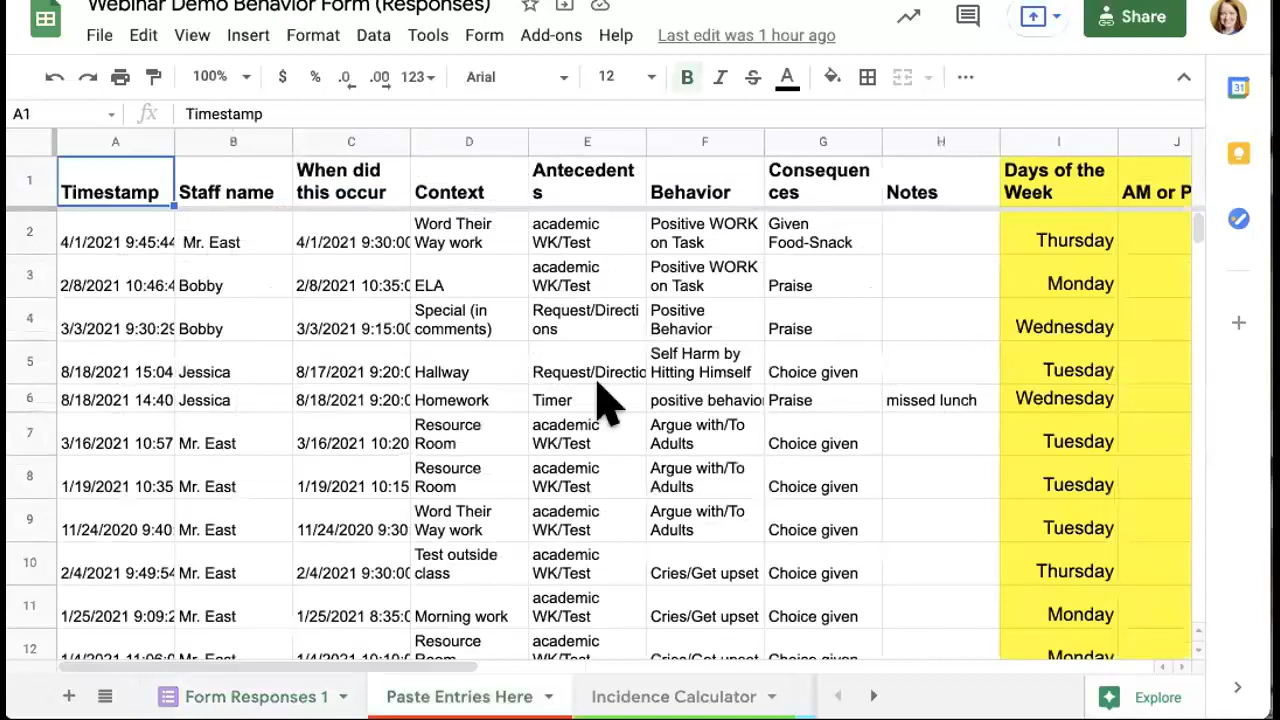 Webinar Demo Behavior Form (Responses)
File Edit View Insert Format Data Tools Form Add-ons Help Last edit was 1 hour ago
Share
100% $ % .0 .00 123 Arial 12 B I S A
A1 fx Timestamp
A B C D E F G H I J
1 Timestamp Staff name When did this occur Context Antecedent s Behavior Consequen ces Notes Days of the Week AM or P
2 4/1/2021 9:45:44 Mr. East 4/1/2021 9:30:00 Word Their Way work academic WK/Test Positive WORK on Task Given Food-Snack Thursday
3 2/8/2021 10:46:4 Bobby 2/8/2021 10:35:0 ELA academic WK/Test Positive WORK on Task Praise Monday
4 3/3/2021 9:30:29 Bobby 3/3/2021 9:15:00 Special (in comments) Request/Directi ons Positive Behavior Praise Wednesday
5 8/18/2021 15:04 Jessica 8/17/2021 9:20:0 Hallway Request/Directio Self Harm by Hitting Himself Choice given Tuesday
6 8/18/2021 14:40 Jessica 8/18/2021 9:20:0 Homework Timer positive behavior Praise missed lunch Wednesday
7 3/16/2021 10:57 Mr. East 3/16/2021 10:20 Resource Room academic WK/Test Argue with/To Adults Choice given Tuesday
8 1/19/2021 10:35 Mr. East 1/19/2021 10:15 Resource Room academic WK/Test Argue with/To Adults Choice given Tuesday
9 11/24/2020 9:40: Mr. East 11/24/2020 9:30 Word Their Way work academic WK/Test Argue with/To Adults Choice given Tuesday
10 2/4/2021 9:49:54 Mr. East 2/4/2021 9:30:00 Test outside class academic WK/Test Cries/Get upset Choice given Thursday
11 1/25/2021 9:09:2 Mr. East 1/25/2021 8:35:0 Morning work academic WK/Test Cries/Get upset Choice given Monday
12 1/4/2021 11:06:0 Mr. East 1/4/2021 10:10:0 Resource Room academic WK/Test Cries/Get upset Choice given Monday
Form Responses 1 Paste Entries Here Incidence Calculator Explore
31